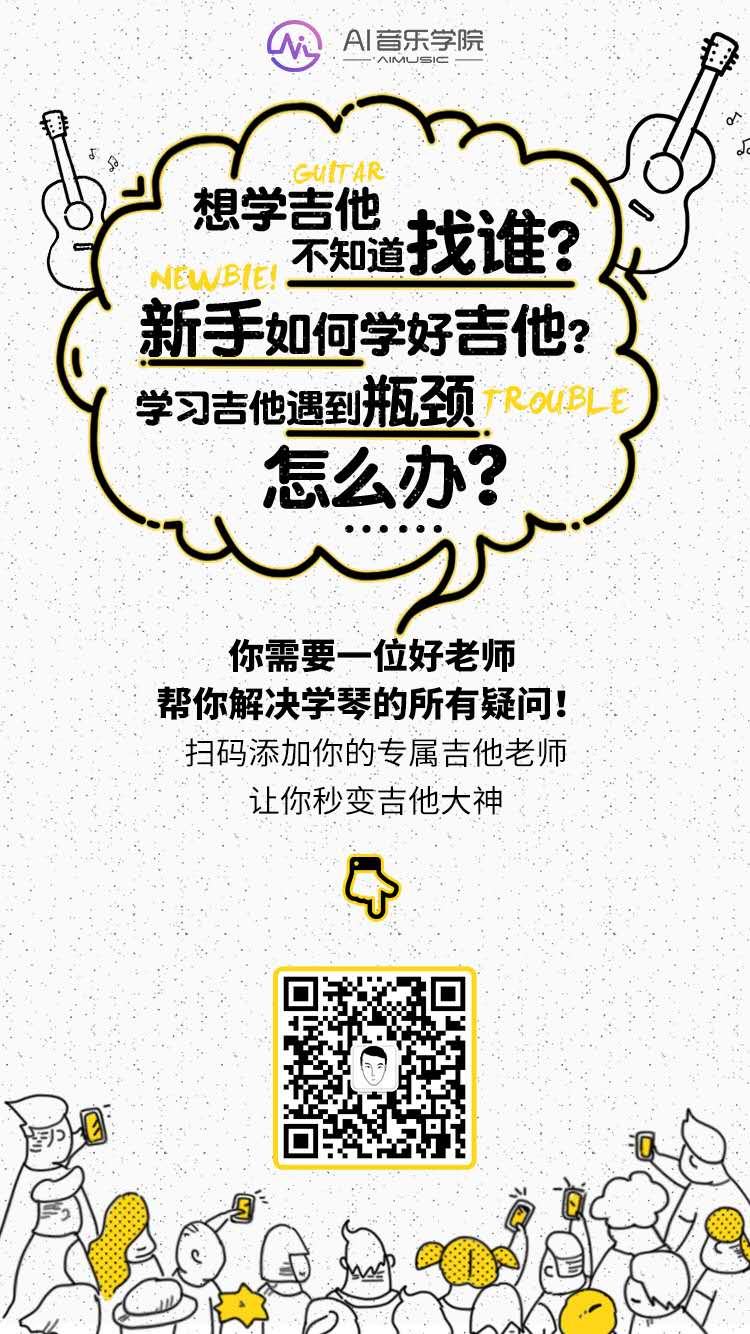 AI音乐学院
AIMUSIC
GUITAR
想学吉他
不知道找谁?
NEWBIE!
新手如何学好吉他?
学习吉他遇到瓶颈
TROUBLE
怎么办?
······
你需要一位好老师
帮你解决学琴的所有疑问!
扫码添加你的专属吉他老师
让你秒变吉他大神